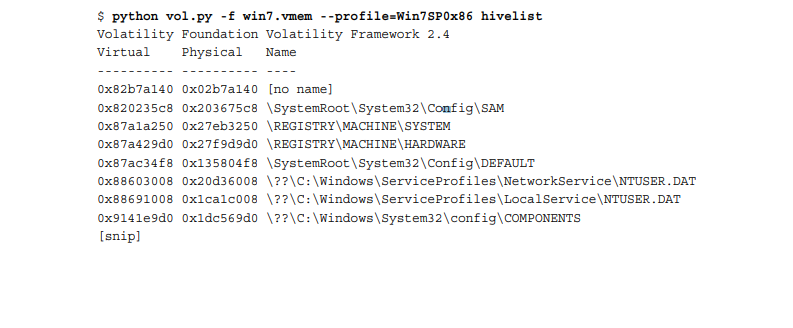 $ python vol.py -f win7.vmem --profile=Win7SP0x86 hivelist
Volatility Foundation Volatility Framework 2.4
Virtual    Physical   Name
---------- ---------- ----
0x82b7a140 0x02b7a140 [no name]
0x820235c8 0x203675c8 \SystemRoot\System32\Config\SAM
0x87a1a250 0x27eb3250 \REGISTRY\MACHINE\SYSTEM
0x87a429d0 0x27f9d9d0 \REGISTRY\MACHINE\HARDWARE
0x87ac34f8 0x135804f8 \SystemRoot\System32\Config\DEFAULT
0x88603008 0x20d36008 \??\C:\Windows\ServiceProfiles\NetworkService\NTUSER.DAT
0x88691008 0x1ca1c008 \??\C:\Windows\ServiceProfiles\LocalService\NTUSER.DAT
0x9141e9d0 0x1dc569d0 \??\C:\Windows\System32\config\COMPONENTS
[snip]